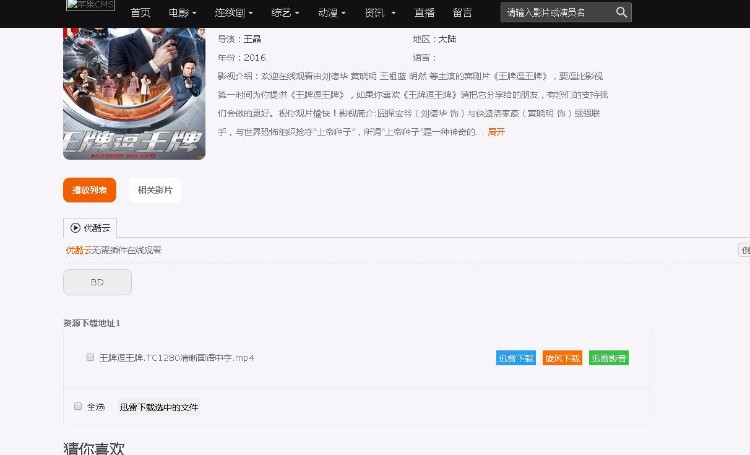 苹果CMS
首页 电影 连续剧 综艺 动漫 资讯 直播 留言 请输入影片或演员名
导演：王晶 地区：大陆
年份：2016 语言：
影视介绍：欢迎在线观看由刘德华 黄晓明 王祖蓝 胡然 等主演的喜剧片《王牌逗王牌》，要逗比影视
第一时间为你提供《王牌逗王牌》，如果你喜欢《王牌逗王牌》请把它分享给的朋友，有您们的支持我
们会做的更好。祝你观片愉快！影视简介:国探宝爷（刘德华 饰）与侠盗诸家豪（黄晓明 饰）强强联
手，与世界恐怖组织抢夺“上帝种子”，所谓“上帝种子”是一种神奇的... 展开
王牌逗王牌
MISSION MILANO
播放列表 相关影片
优酷云
优酷云无需插件在线观看 倒
BD
资源下载地址1
王牌逗王牌.TC1280清晰国语中字.mp4 迅雷下载 旋风下载 迅雷影音
全选 迅雷下载选中的文件
猜你喜欢